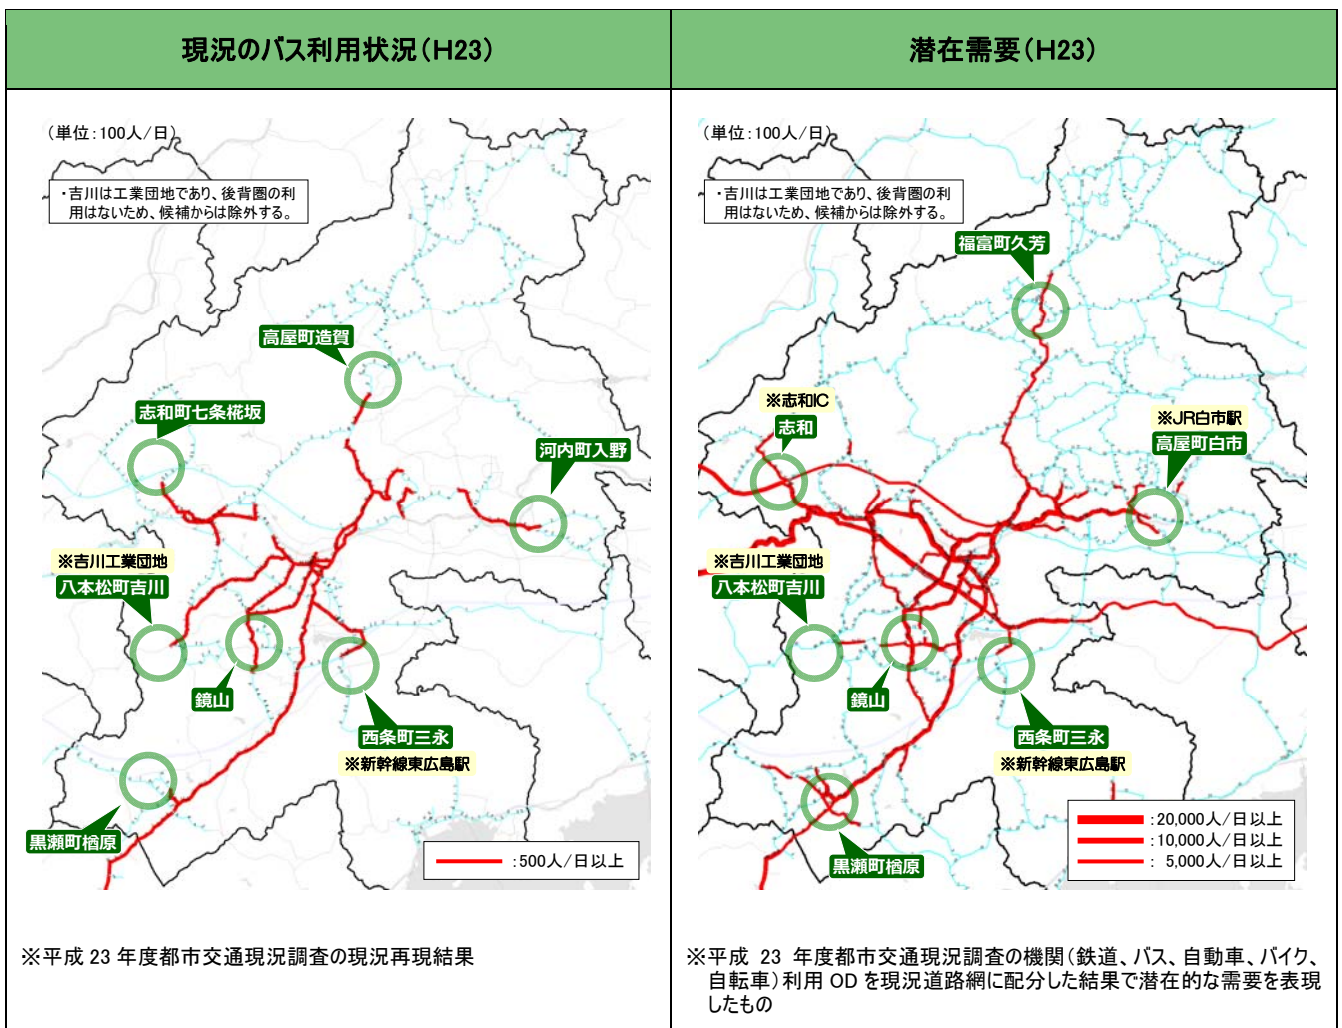 現況のバス利用状況（H23）
（単位：100人/日）
・吉川は工業団地であり、後背圏の利
用はないため、候補からは除外する。
高屋町造賀
志和町七条椛坂
河内町入野
※吉川工業団地
八本松町吉川
鏡山
西条町三永
※新幹線東広島駅
黒瀬町楢原
：500人/日以上
※平成 23 年度都市交通現況調査の現況再現結果
潜在需要（H23）
（単位：100人/日）
・吉川は工業団地であり、後背圏の利
用はないため、候補からは除外する。
福富町久芳
※志和IC
志和
※JR白市駅
高屋町白市
※吉川工業団地
八本松町吉川
鏡山
西条町三永
※新幹線東広島駅
黒瀬町楢原
：20,000人/日以上
：10,000人/日以上
： 5,000人/日以上
※平成 23 年度都市交通現況調査の機関（鉄道、バス、自動車、バイク、
自転車）利用 OD を現況道路網に配分した結果で潜在的な需要を表現
したもの